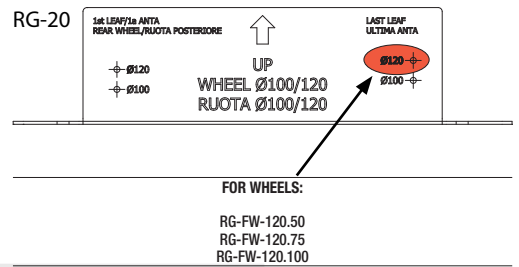 RG-20
1st LEAF/1a ANTA
REAR WHEEL/RUOTA POSTERIORE
Ø120
Ø100
UP
WHEEL Ø100/120
RUOTA Ø100/120
LAST LEAF
ULTIMA ANTA
Ø120
Ø100
FOR WHEELS:
RG-FW-120.50
RG-FW-120.75
RG-FW-120.100